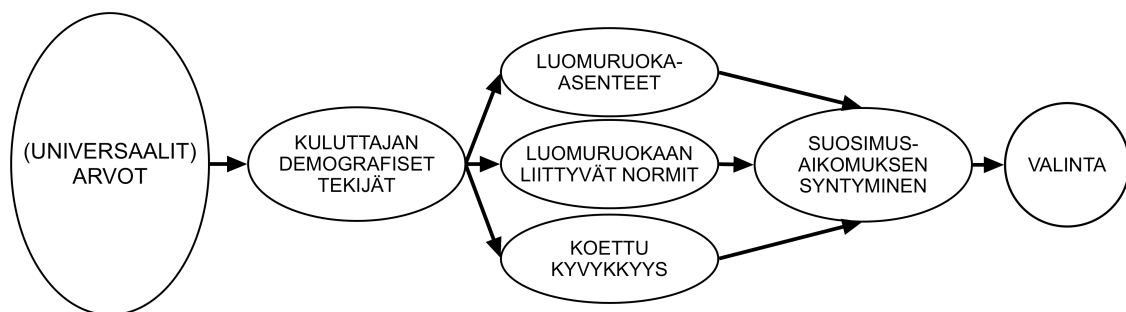 (UNIVERSAALIT)
ARVOT
KULUTTAJAN
DEMOGRAFISET
TEKIJÄT
LUOMURUOKA-
ASENTEET
LUOMURUOKAAN
LIITTYVÄT NORMIT
KOETTU
KYVYKKYYS
SUOSIMUS-
AIKOMUKSEN
SYNTYMINEN
VALINTA